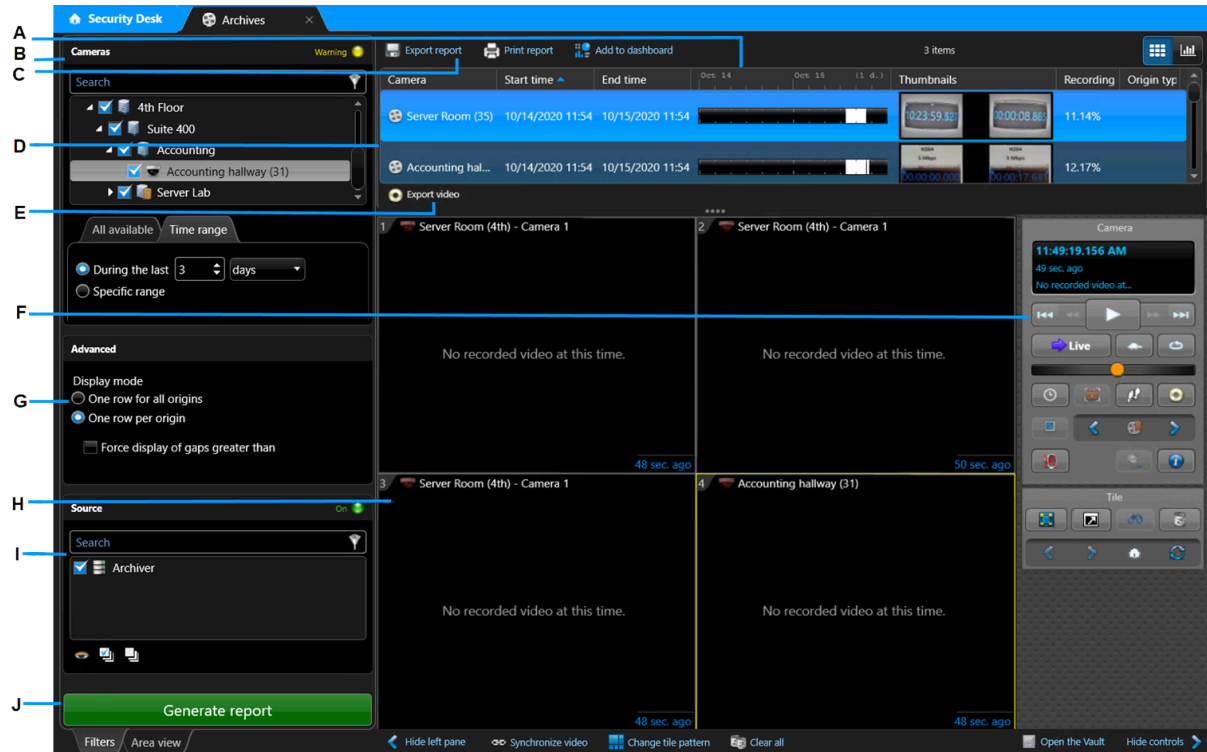 Security Desk
Archives
A
B
C
D
E
F
G
H
I
J
Cameras
Warning
Search
4th Floor
Suite 400
Accounting
Accounting hallway (31)
Server Lab
All available
Time range
During the last 3 days
Specific range
Advanced
Display mode
One row for all origins
One row per origin
Force display of gaps greater than
Source
On
Search
Archiver
Generate report
Filters
Area view
Export report
Print report
Add to dashboard
3 items
Camera
Start time
End time
Oct 14
Oct 15
(1 d.)
Thumbnails
Recording
Origin typ
Server Room (35) 10/14/2020 11:54 10/15/2020 11:54 11.14%
Accounting hal... 10/14/2020 11:54 10/15/2020 11:54 12.17%
Export video
1 Server Room (4th) - Camera 1
No recorded video at this time.
48 sec. ago
2 Server Room (4th) - Camera 1
No recorded video at this time.
50 sec. ago
3 Server Room (4th) - Camera 1
No recorded video at this time.
48 sec. ago
4 Accounting hallway (31)
No recorded video at this time.
48 sec. ago
Camera
11:49:19.156 AM
49 sec. ago
No recorded video at...
Live
Tile
Hide left pane
Synchronize video
Change tile pattern
Clear all
Open the Vault
Hide controls